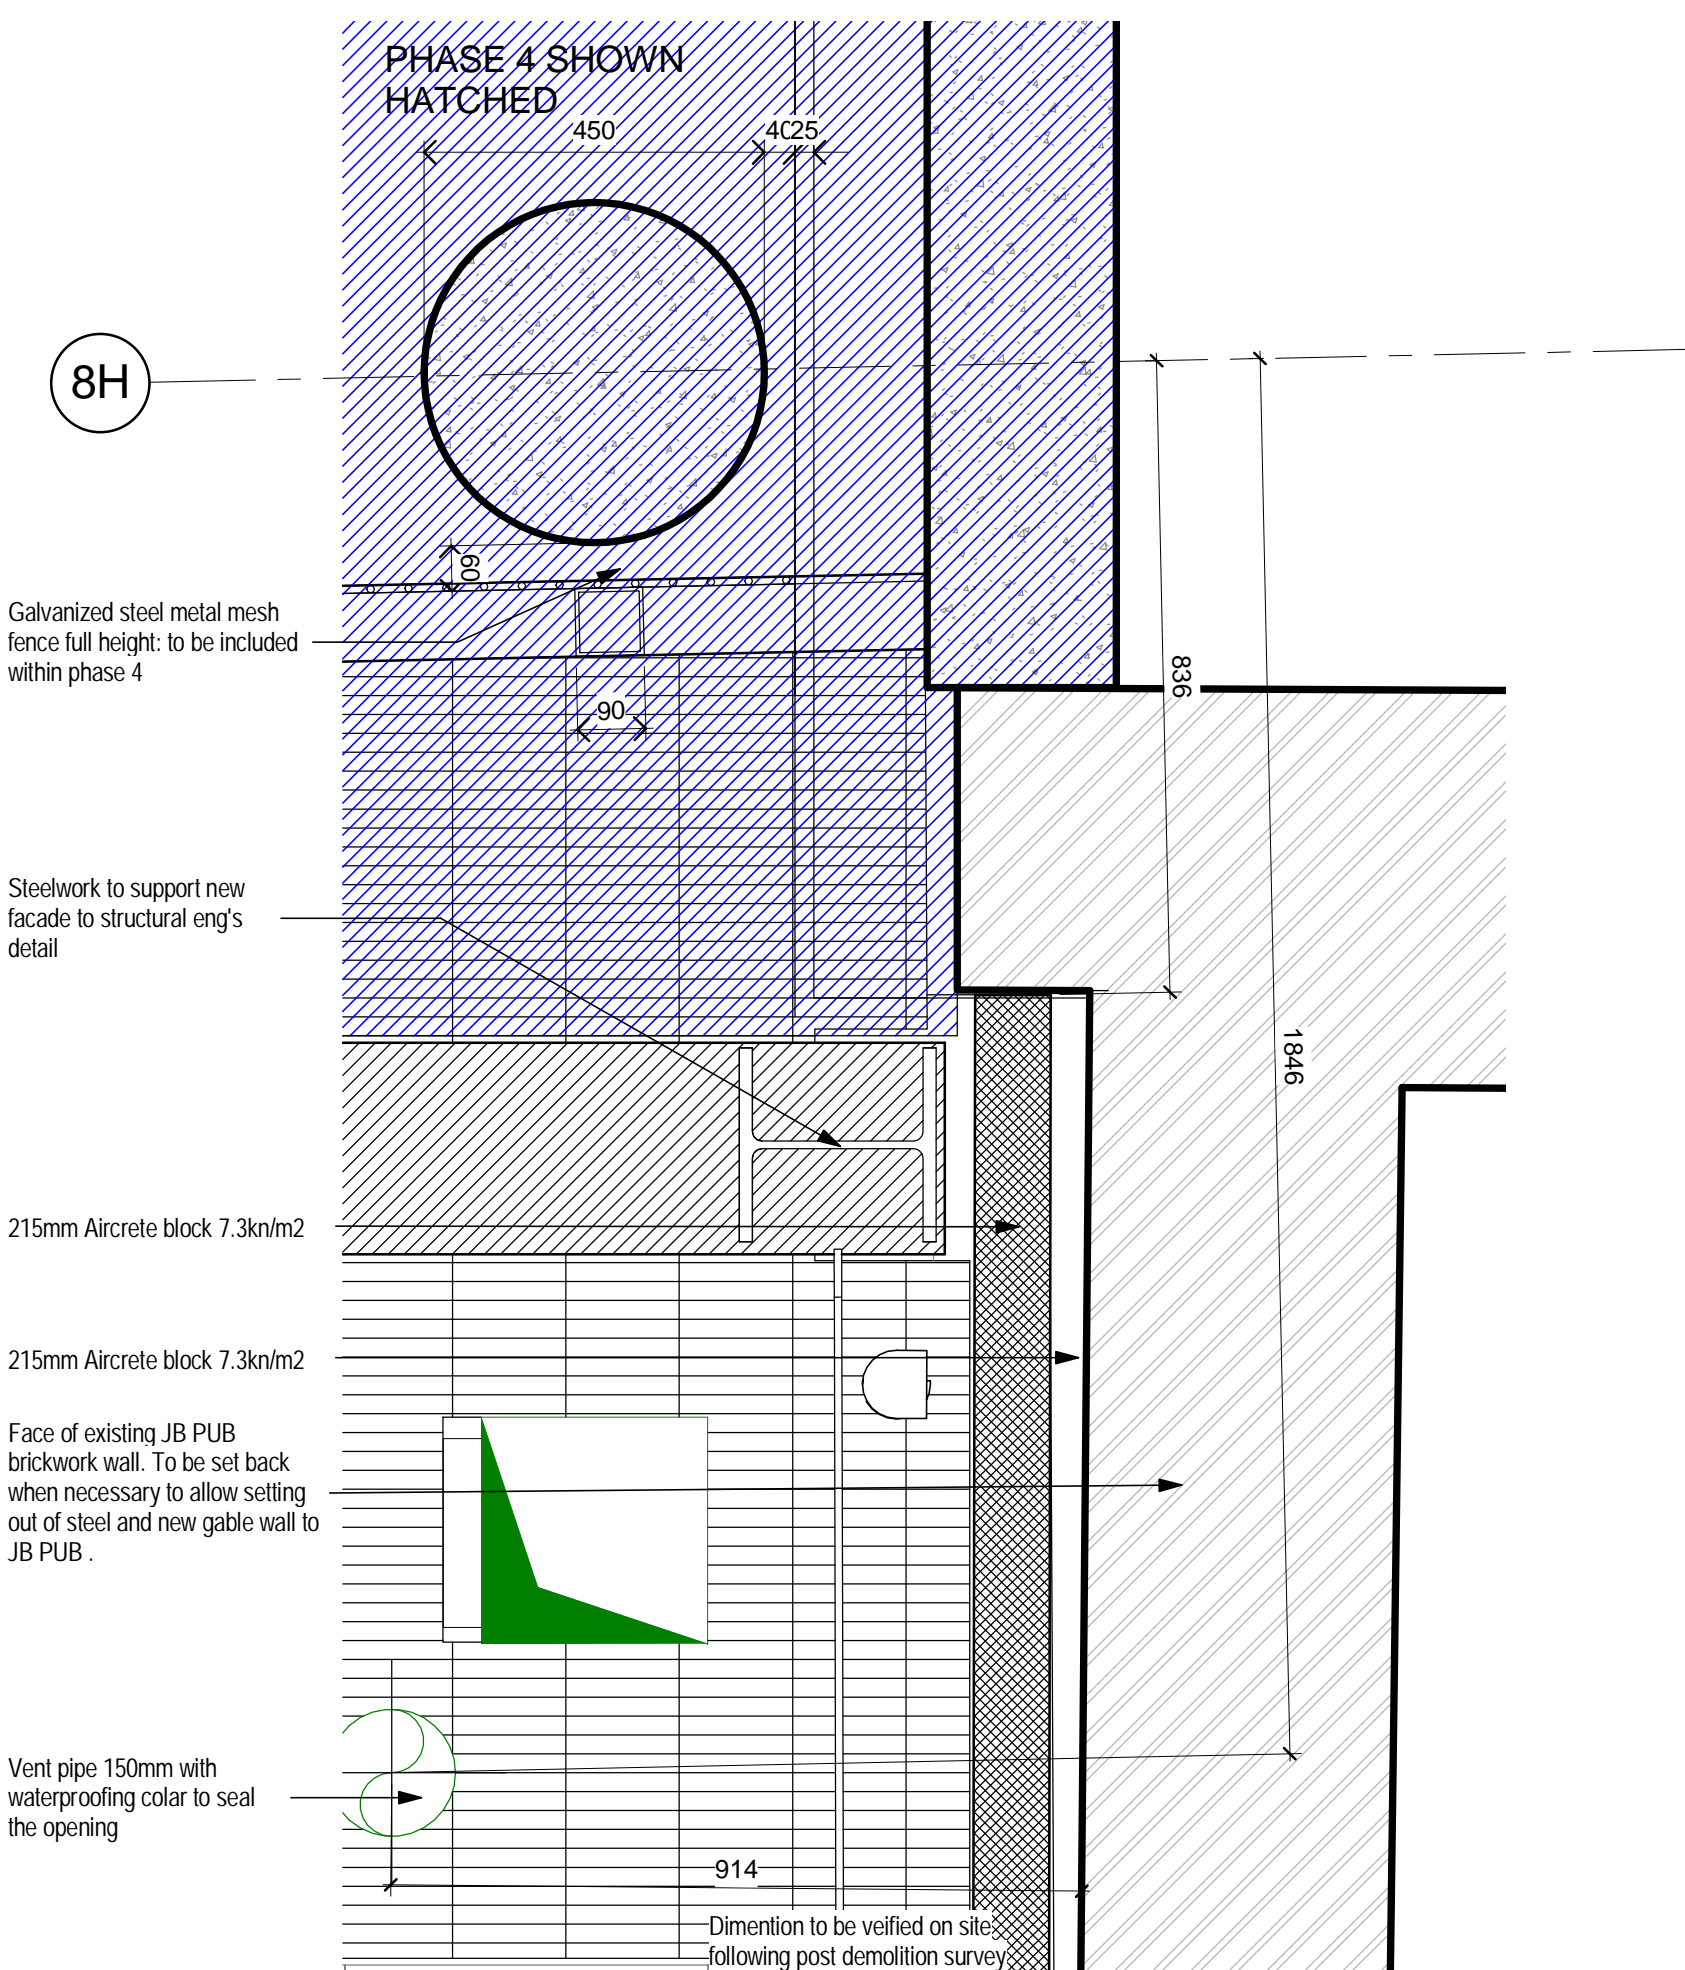 PHASE 4 SHOWN
HATCHED
450
4025
8H
60
Galvanized steel metal mesh
fence full height: to be included
within phase 4
836
90
Steelwork to support new
facade to structural eng's
detail
1846
215mm Aircrete block 7.3kn/m2
215mm Aircrete block 7.3kn/m2
Face of existing JB PUB
brickwork wall. To be set back
when necessary to allow setting
out of steel and new gable wall to
JB PUB .
Vent pipe 150mm with
waterproofing colar to seal
the opening
914
Dimention to be veified on site
following post demolition survey